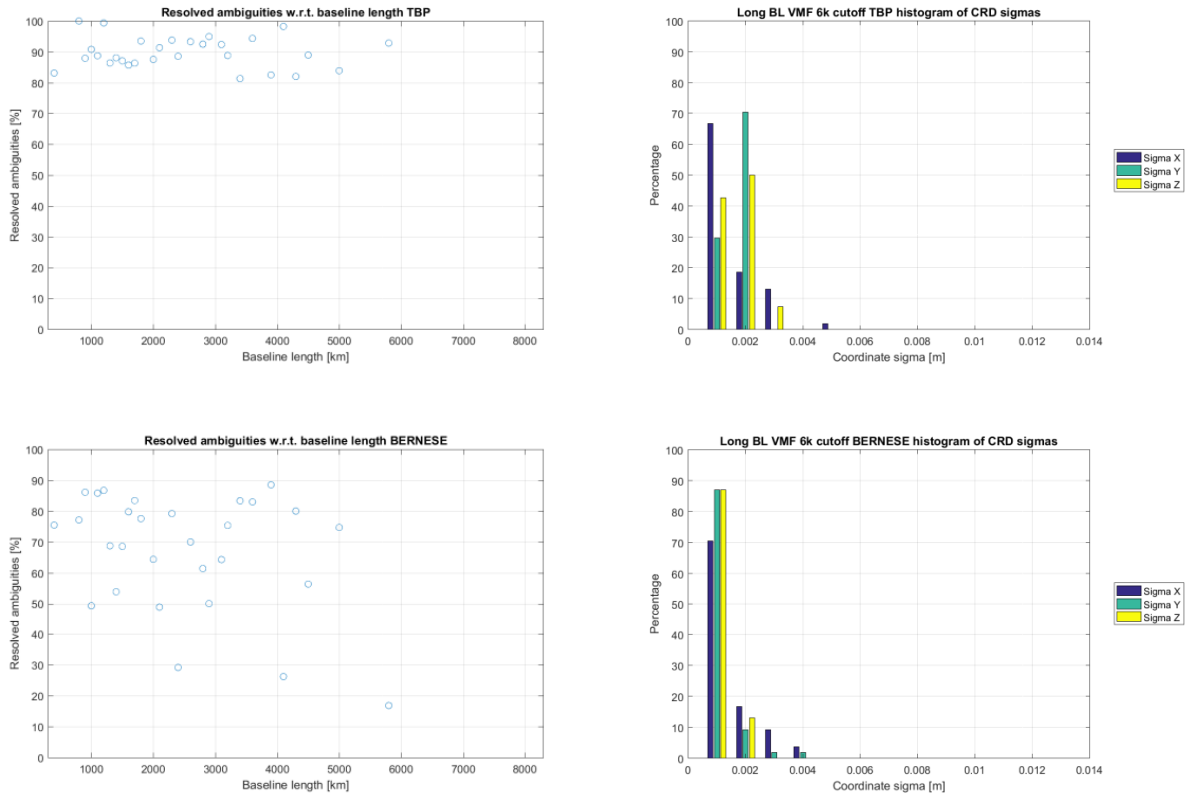 Resolved ambiguities w.r.t. baseline length TBP
100
90
80
70
60
50
40
30
20
10
0
Resolved ambiguities [%]
1000 2000 3000 4000 5000 6000 7000 8000
Baseline length [km]
Long BL VMF 6k cutoff TBP histogram of CRD sigmas
100
90
80
70
60
50
40
30
20
10
0
Percentage
0 0.002 0.004 0.006 0.008 0.01 0.012 0.014
Coordinate sigma [m]
Sigma X
Sigma Y
Sigma Z
Resolved ambiguities w.r.t. baseline length BERNESE
100
90
80
70
60
50
40
30
20
10
0
Resolved ambiguities [%]
1000 2000 3000 4000 5000 6000 7000 8000
Baseline length [km]
Long BL VMF 6k cutoff BERNESE histogram of CRD sigmas
100
90
80
70
60
50
40
30
20
10
0
Percentage
0 0.002 0.004 0.006 0.008 0.01 0.012 0.014
Coordinate sigma [m]
Sigma X
Sigma Y
Sigma Z